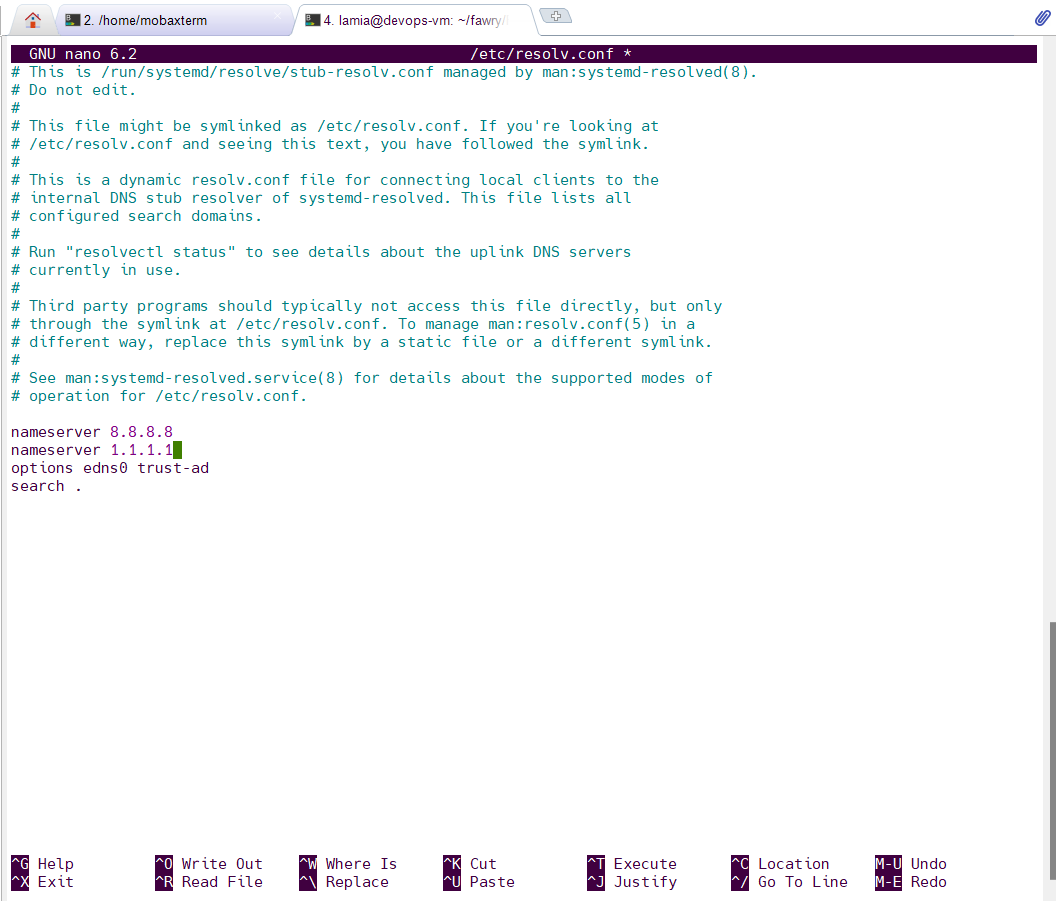 2. /home/mobaxterm
4. lamia@devops-vm: ~/fawry/
GNU nano 6.2 /etc/resolv.conf *
# This is /run/systemd/resolve/stub-resolv.conf managed by man:systemd-resolved(8).
# Do not edit.
#
# This file might be symlinked as /etc/resolv.conf. If you're looking at
# /etc/resolv.conf and seeing this text, you have followed the symlink.
#
# This is a dynamic resolv.conf file for connecting local clients to the
# internal DNS stub resolver of systemd-resolved. This file lists all
# configured search domains.
#
# Run "resolvectl status" to see details about the uplink DNS servers
# currently in use.
#
# Third party programs should typically not access this file directly, but only
# through the symlink at /etc/resolv.conf. To manage man:resolv.conf(5) in a
# different way, replace this symlink by a static file or a different symlink.
#
# See man:systemd-resolved.service(8) for details about the supported modes of
# operation for /etc/resolv.conf.

nameserver 8.8.8.8
nameserver 1.1.1.1
options edns0 trust-ad
search .
^G Help ^O Write Out ^W Where Is ^K Cut ^T Execute ^C Location M-U Undo
^X Exit ^R Read File ^\ Replace ^U Paste ^J Justify ^/ Go To Line M-E Redo